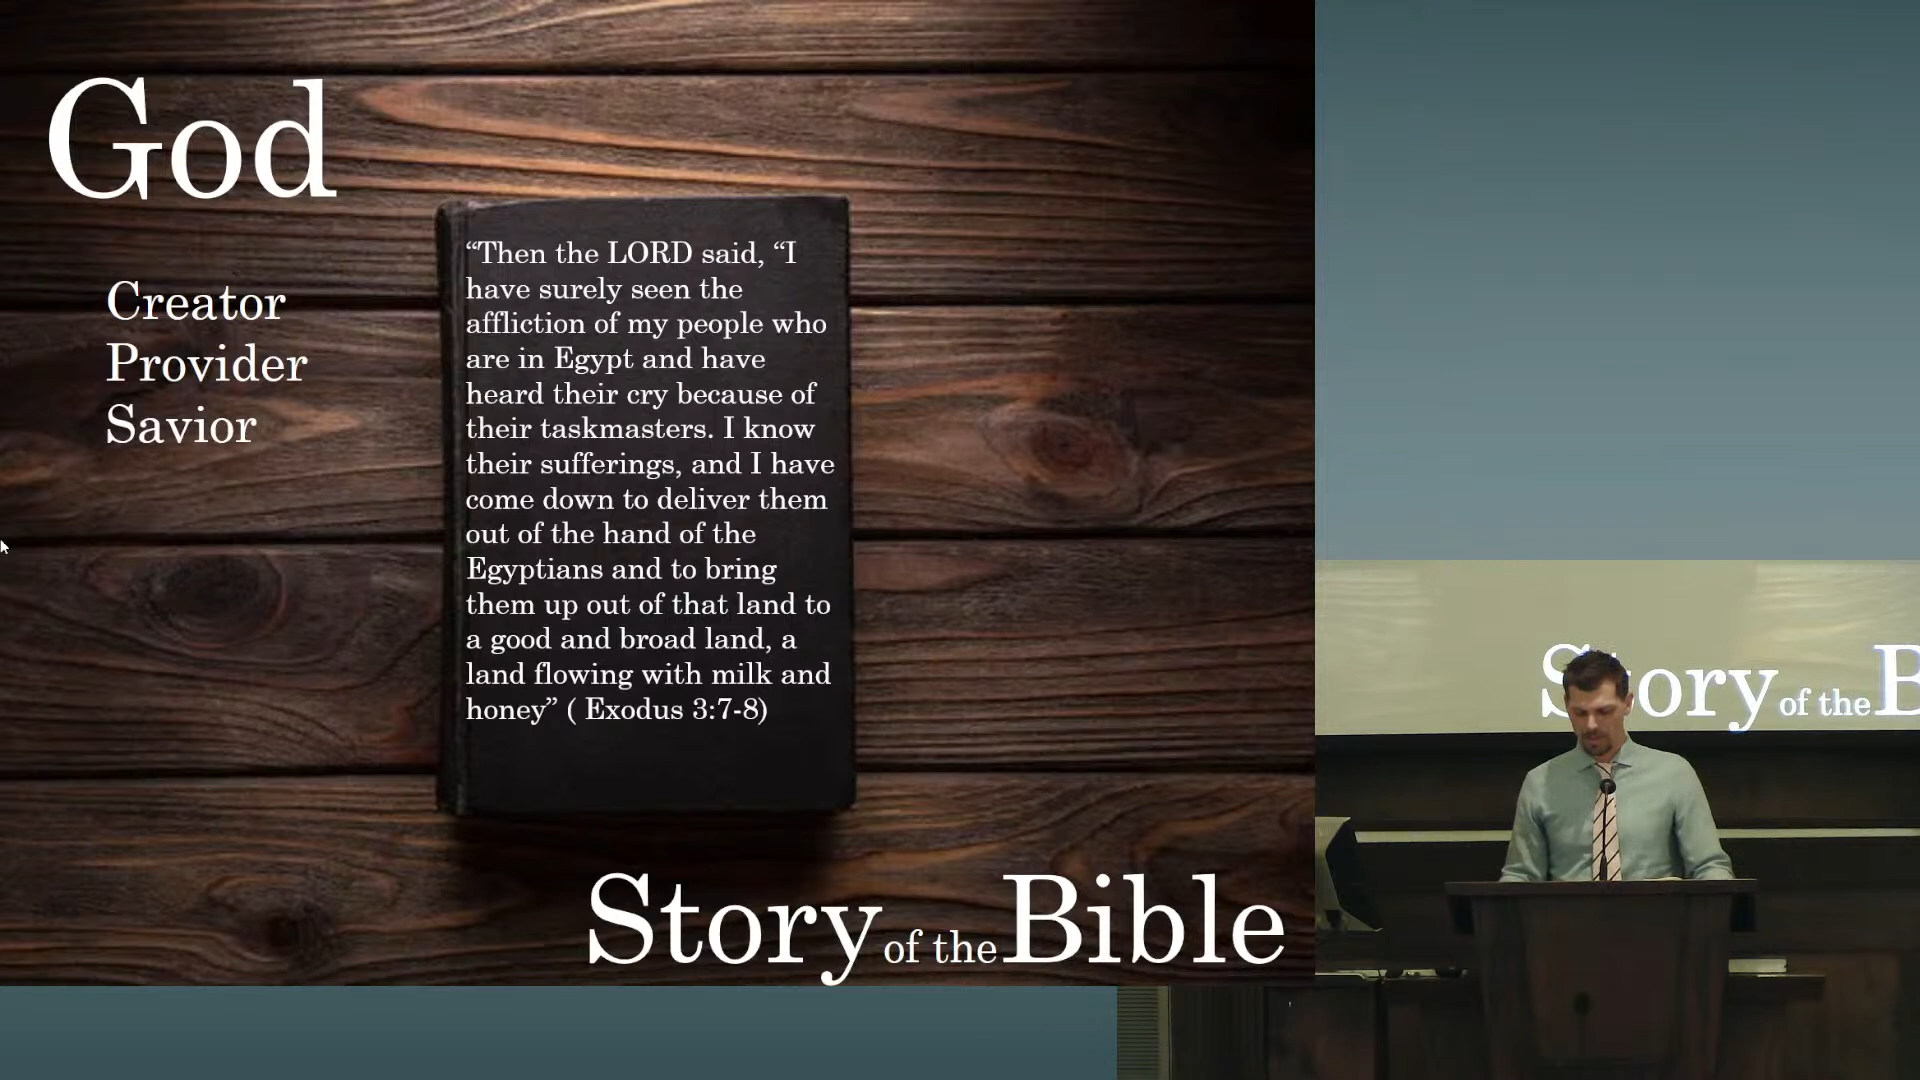 God
Creator
Provider
Savior
“Then the LORD said, “I
have surely seen the
affliction of my people who
are in Egypt and have
heard their cry because of
their taskmasters. I know
their sufferings, and I have
come down to deliver them
out of the hand of the
Egyptians and to bring
them up out of that land to
a good and broad land, a
land flowing with milk and
honey” ( Exodus 3:7-8)
Story of the Bible
Story of the B